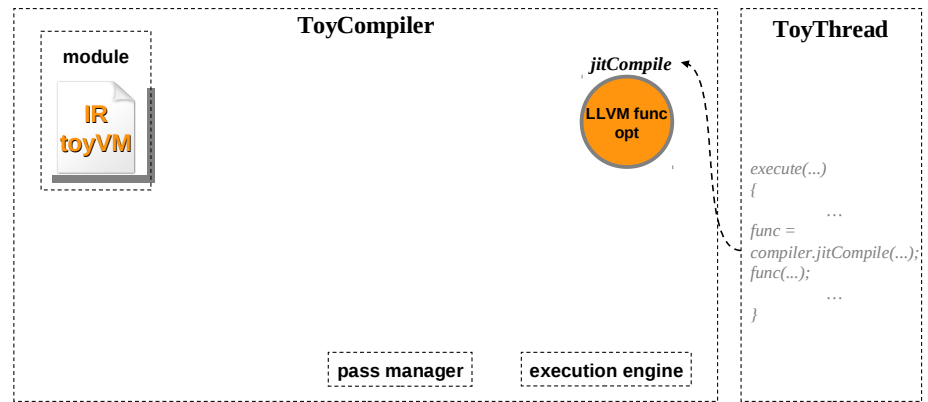 ToyCompiler
module
IR
toyVM
jitCompile
LLVM func
opt
pass manager
execution engine
ToyThread
execute(...)
{
…
func =
compiler.jitCompile(...);
func(...);
…
}